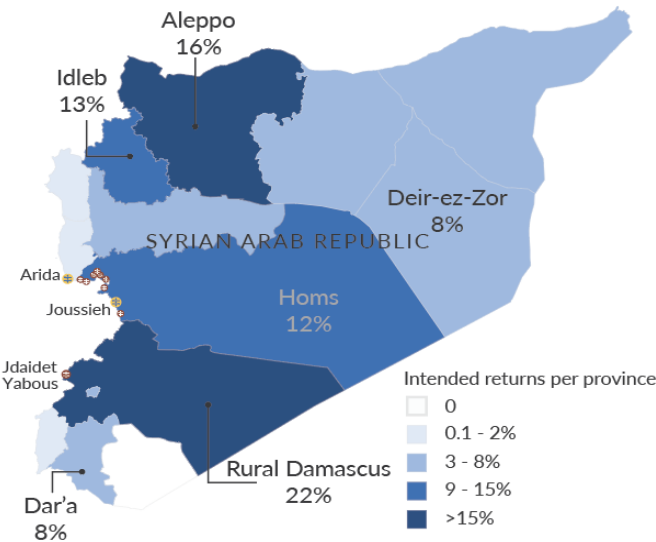 Aleppo
16%
Idleb
13%
Deir-ez-Zor
8%
SYRIAN ARAB REPUBLIC
Arida
Joussieh
Homs
12%
Jdaidet
Yabous
Intended returns per province
0
0.1 - 2%
3 - 8%
9 - 15%
>15%
Rural Damascus
22%
Dar'a
8%